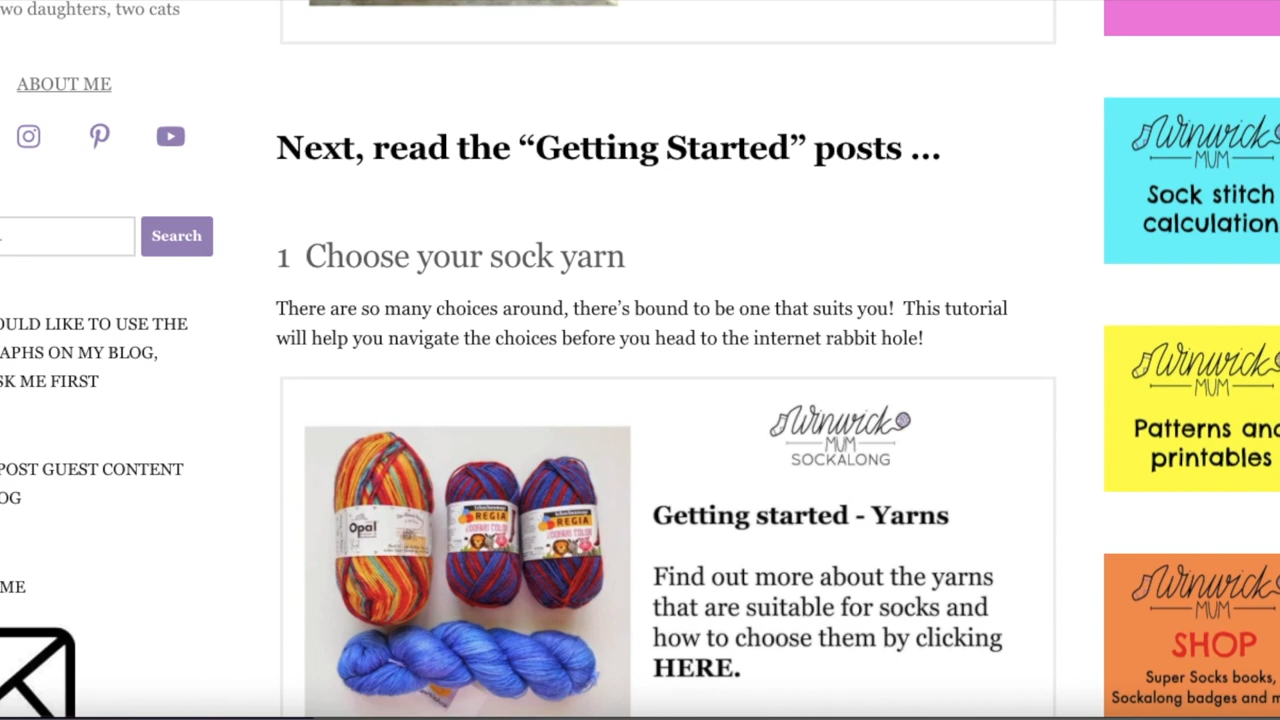 wo daughters, two cats
ABOUT ME
Search
OULD LIKE TO USE THE
APHS ON MY BLOG,
SK ME FIRST
POST GUEST CONTENT
OG
ME
Next, read the “Getting Started” posts ...
1 Choose your sock yarn
There are so many choices around, there’s bound to be one that suits you! This tutorial
will help you navigate the choices before you head to the internet rabbit hole!
Opal
REGIA
REGIA
Winwick
MUM
SOCKALONG
Getting started - Yarns
Find out more about the yarns
that are suitable for socks and
how to choose them by clicking
HERE.
Winwick
MUM
Sock stitch
calculation
Winwick
MUM
Patterns and
printables
Winwick
MUM
SHOP
Super Socks books,
Sockalong badges and m